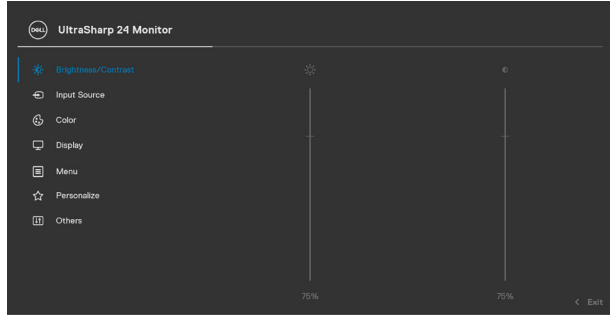 DELL UltraSharp 24 Monitor
Brightness/Contrast
Input Source
Color
Display
Menu
Personalize
Others
75% 75%
< Exit